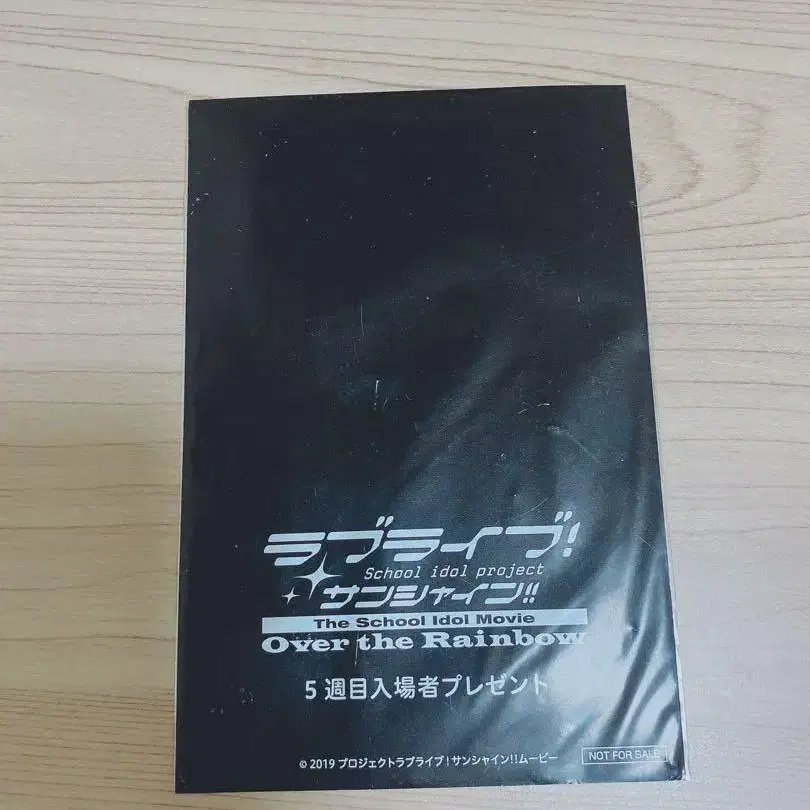 ラブライブ!
School idol project
サンシャイン!!
The School Idol Movie
Over the Rainbow
5週目入場者プレゼント
© 2019 プロジェクトラブライブ!サンシャイン!!ムービー
NOT FOR SALE